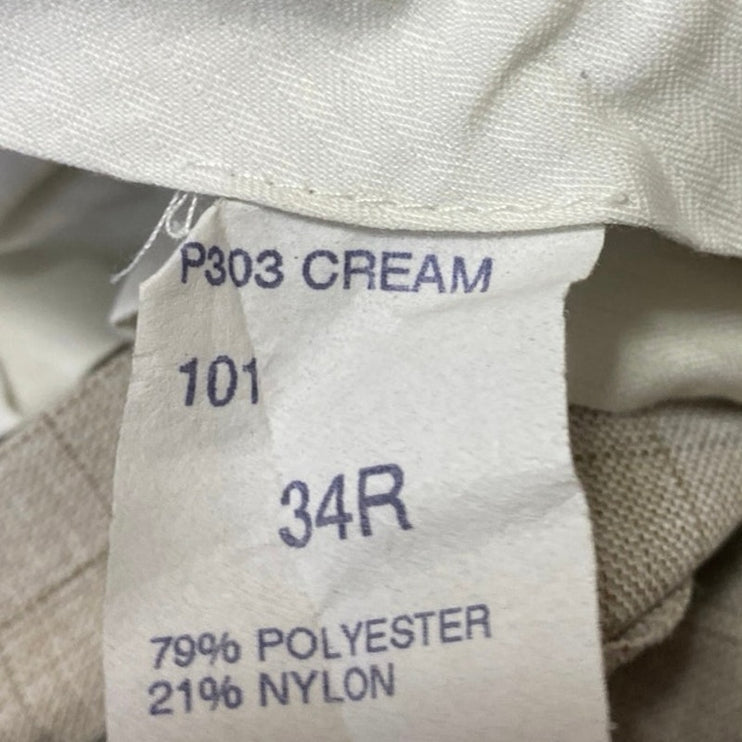 P303 CREAM
101
34R
79% POLYESTER
21% NYLON